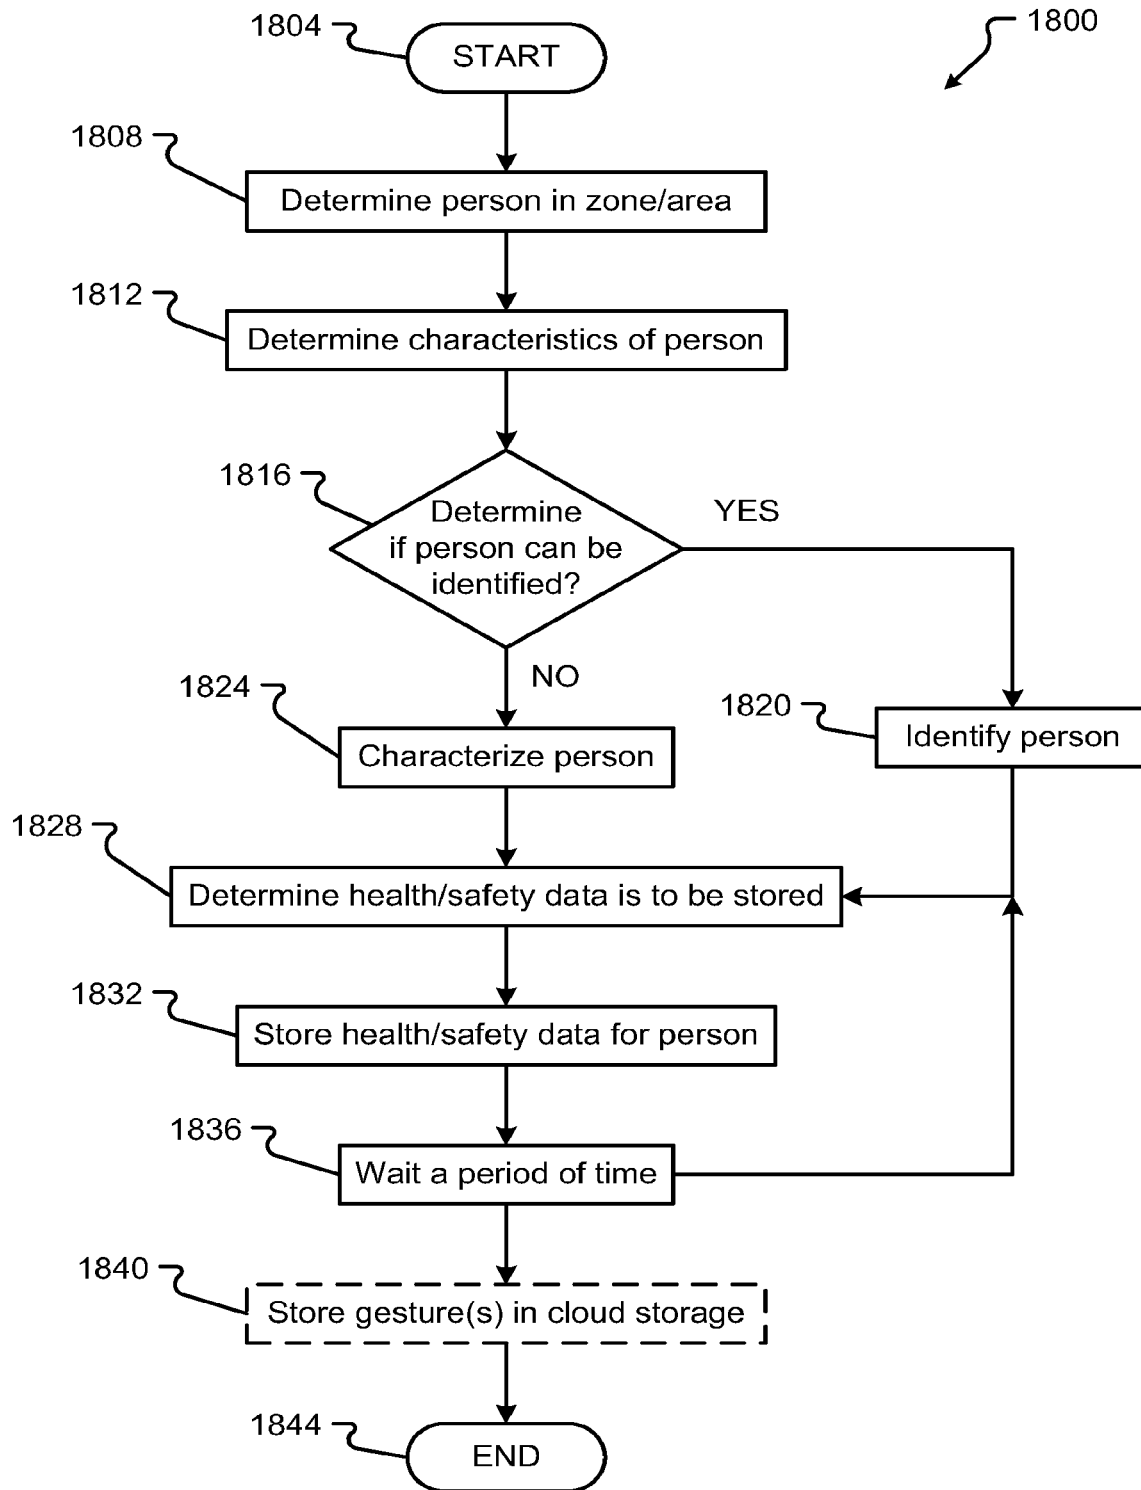 1804
START
1800
1808
Determine person in zone/area
1812
Determine characteristics of person
1816
Determine
if person can be
identified?
YES
NO
1824
Characterize person
1820
Identify person
1828
Determine health/safety data is to be stored
1832
Store health/safety data for person
1836
Wait a period of time
1840
Store gesture(s) in cloud storage
1844
END